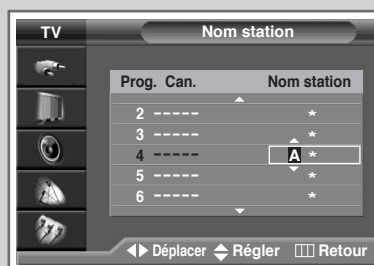 TV Nom station
Prog. Can. Nom station
2 ----- *
3 ----- *
4 ----- A *
5 ----- *
6 ----- *
Déplacer Régler Retour